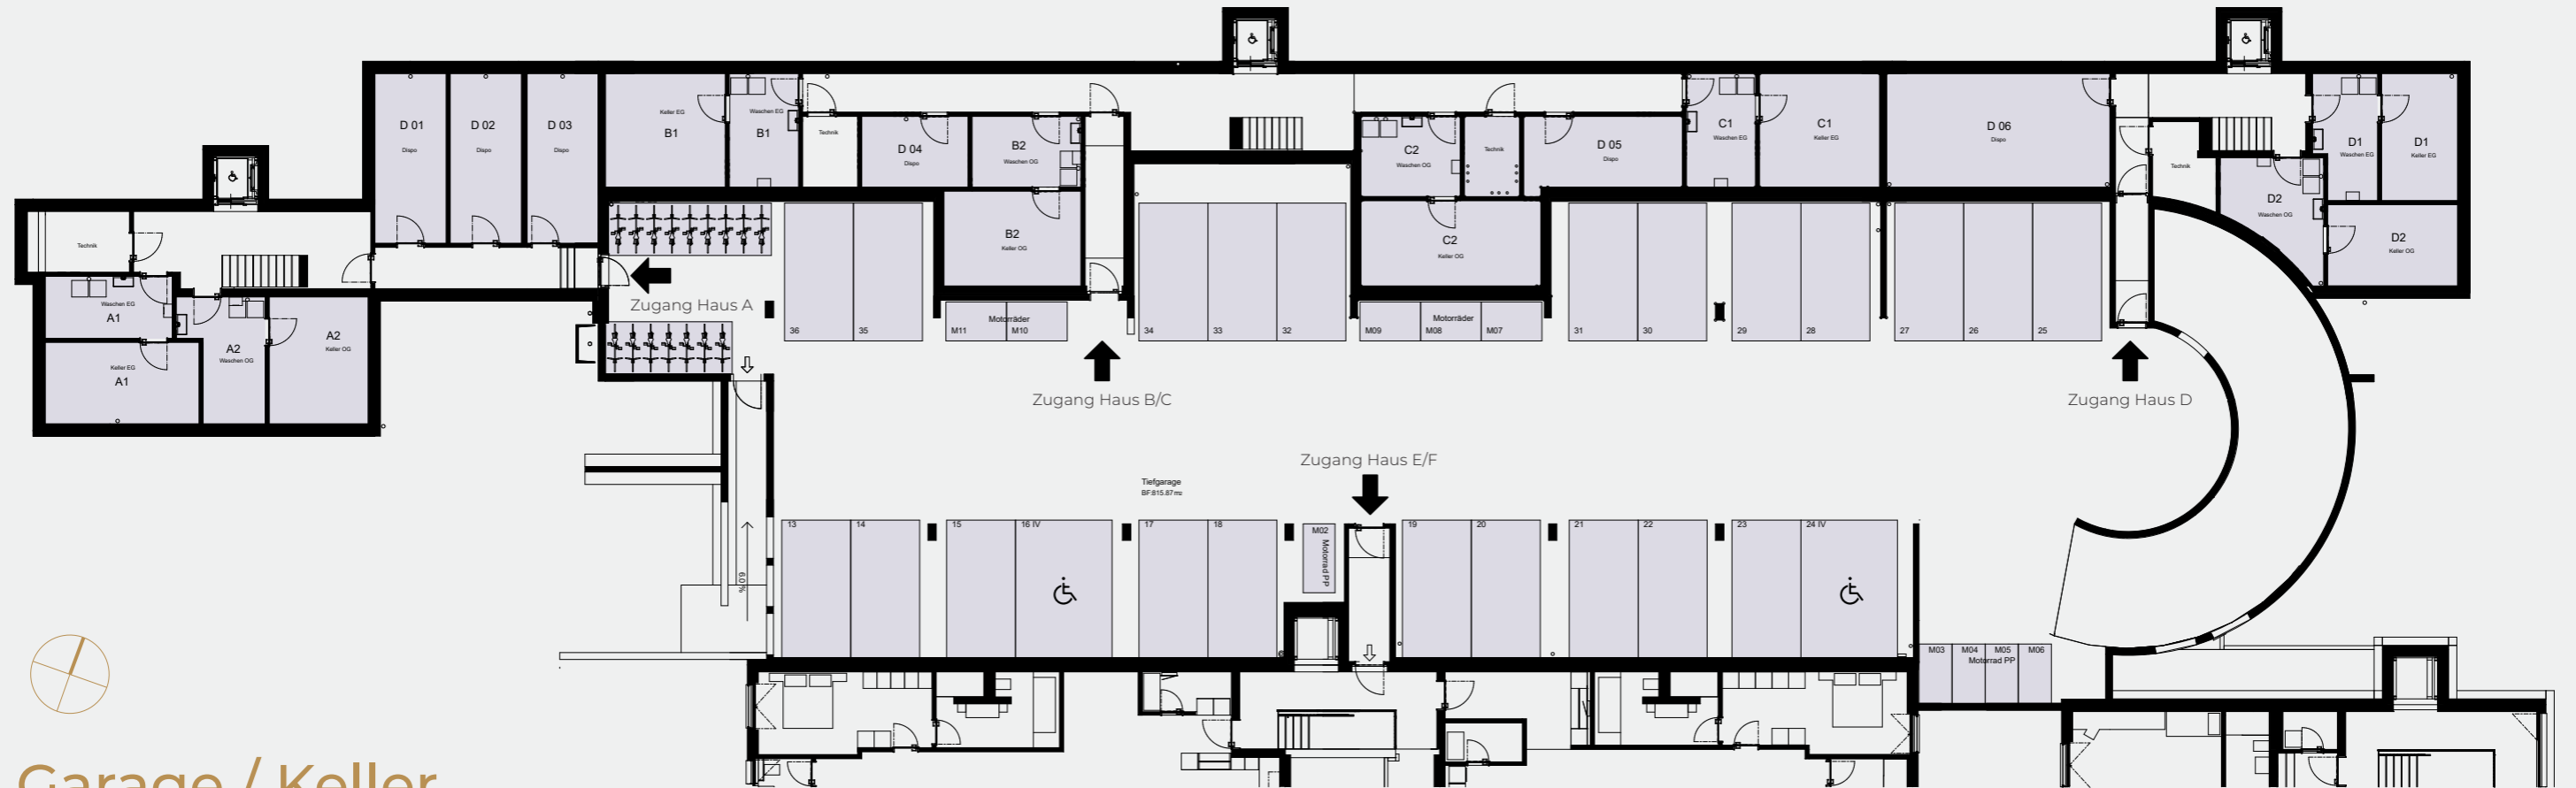 D 01
Dispo
D 02
Dispo
D 03
Dispo
Keller EG
B1
Waschen EG
B1
Technik
D 04
Dispo
B2
Waschen OG
B2
Keller OG
C2
Waschen OG
Technik
D 05
Dispo
C1
Waschen EG
C1
Keller EG
C2
Keller OG
D 06
Dispo
Technik
D1
Waschen EG
D1
Keller EG
D2
Waschen OG
D2
Keller OG
Technik
Waschen EG
A1
Keller EG
A1
A2
Waschen OG
A2
Keller OG
Zugang Haus A
36
35
M11
Motorräder
M10
34
33
32
M09
Motorräder
M08
M07
31
30
29
28
27
26
25
Zugang Haus B/C
Zugang Haus D
Zugang Haus E/F
Tiefgarage
BF:815.87m2
6.0%
13
14
15
16 IV
17
18
M02
Motorrad PP
19
20
21
22
23
24 IV
M03
M04
M05
M06
Motorrad PP
Garage / Keller